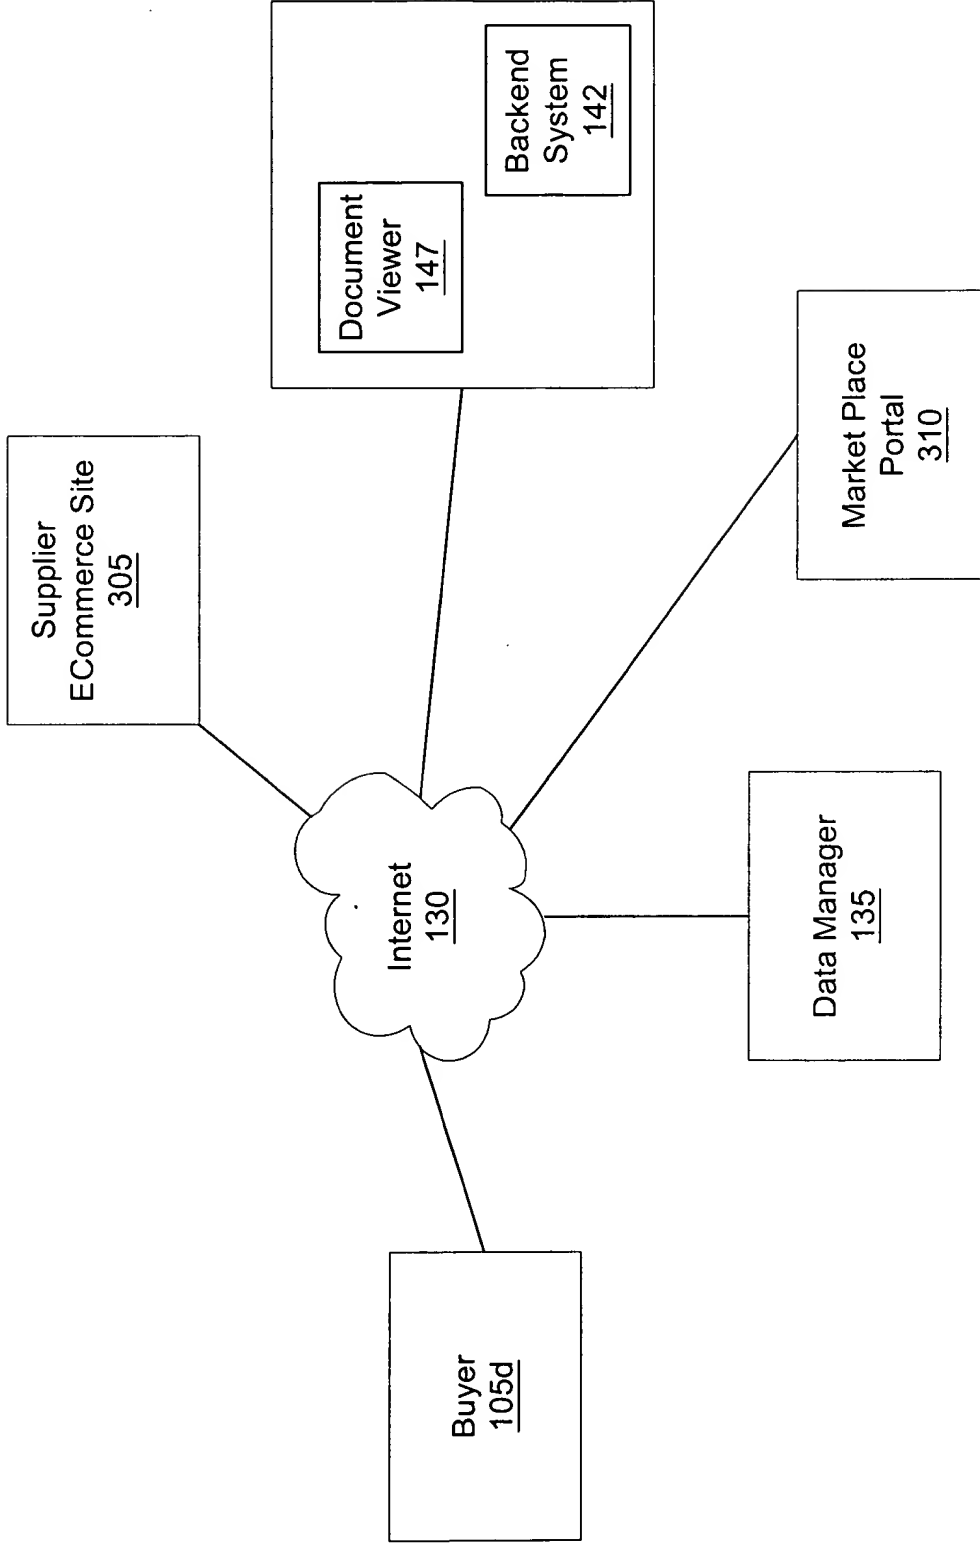 Supplier
ECommerce Site
305
Document
Viewer
147
Backend
System
142
Internet
130
Buyer
105d
Data Manager
135
Market Place
Portal
310